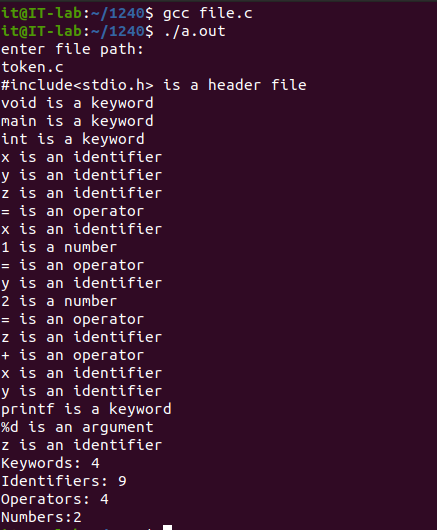 it@IT-lab:~/1240$ gcc file.c
it@IT-lab:~/1240$ ./a.out
enter file path:
token.c
#include<stdio.h> is a header file
void is a keyword
main is a keyword
int is a keyword
x is an identifier
y is an identifier
z is an identifier
= is an operator
x is an identifier
1 is a number
= is an operator
y is an identifier
2 is a number
= is an operator
z is an identifier
+ is an operator
x is an identifier
y is an identifier
printf is a keyword
%d is an argument
z is an identifier
Keywords: 4
Identifiers: 9
Operators: 4
Numbers:2